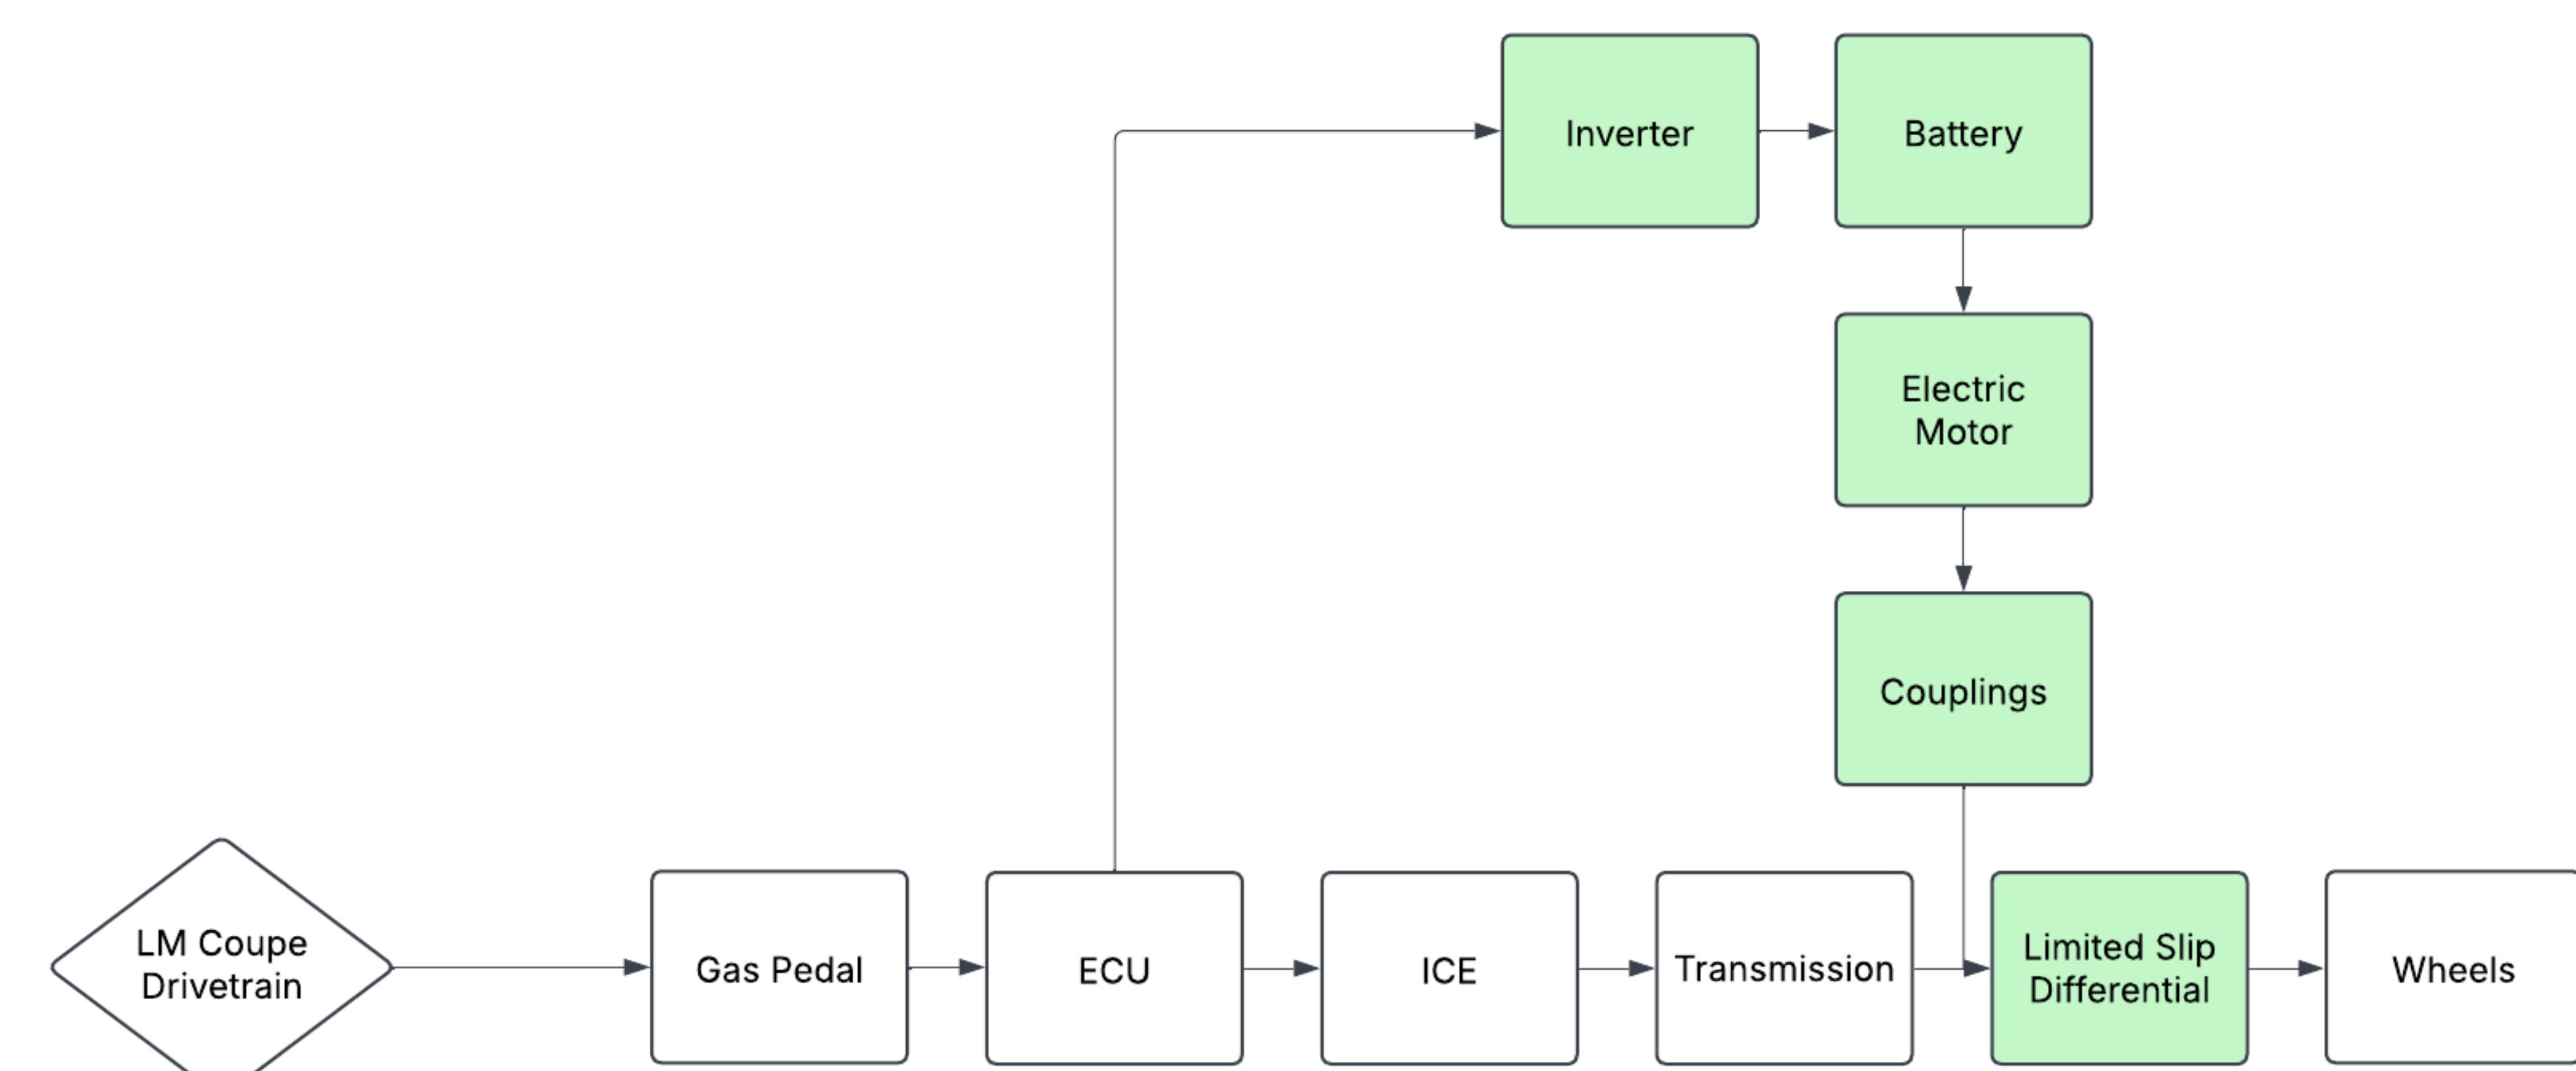 Inverter
Battery
Electric
Motor
Couplings
LM Coupe
Drivetrain
Gas Pedal
ECU
ICE
Transmission
Limited Slip
Differential
Wheels